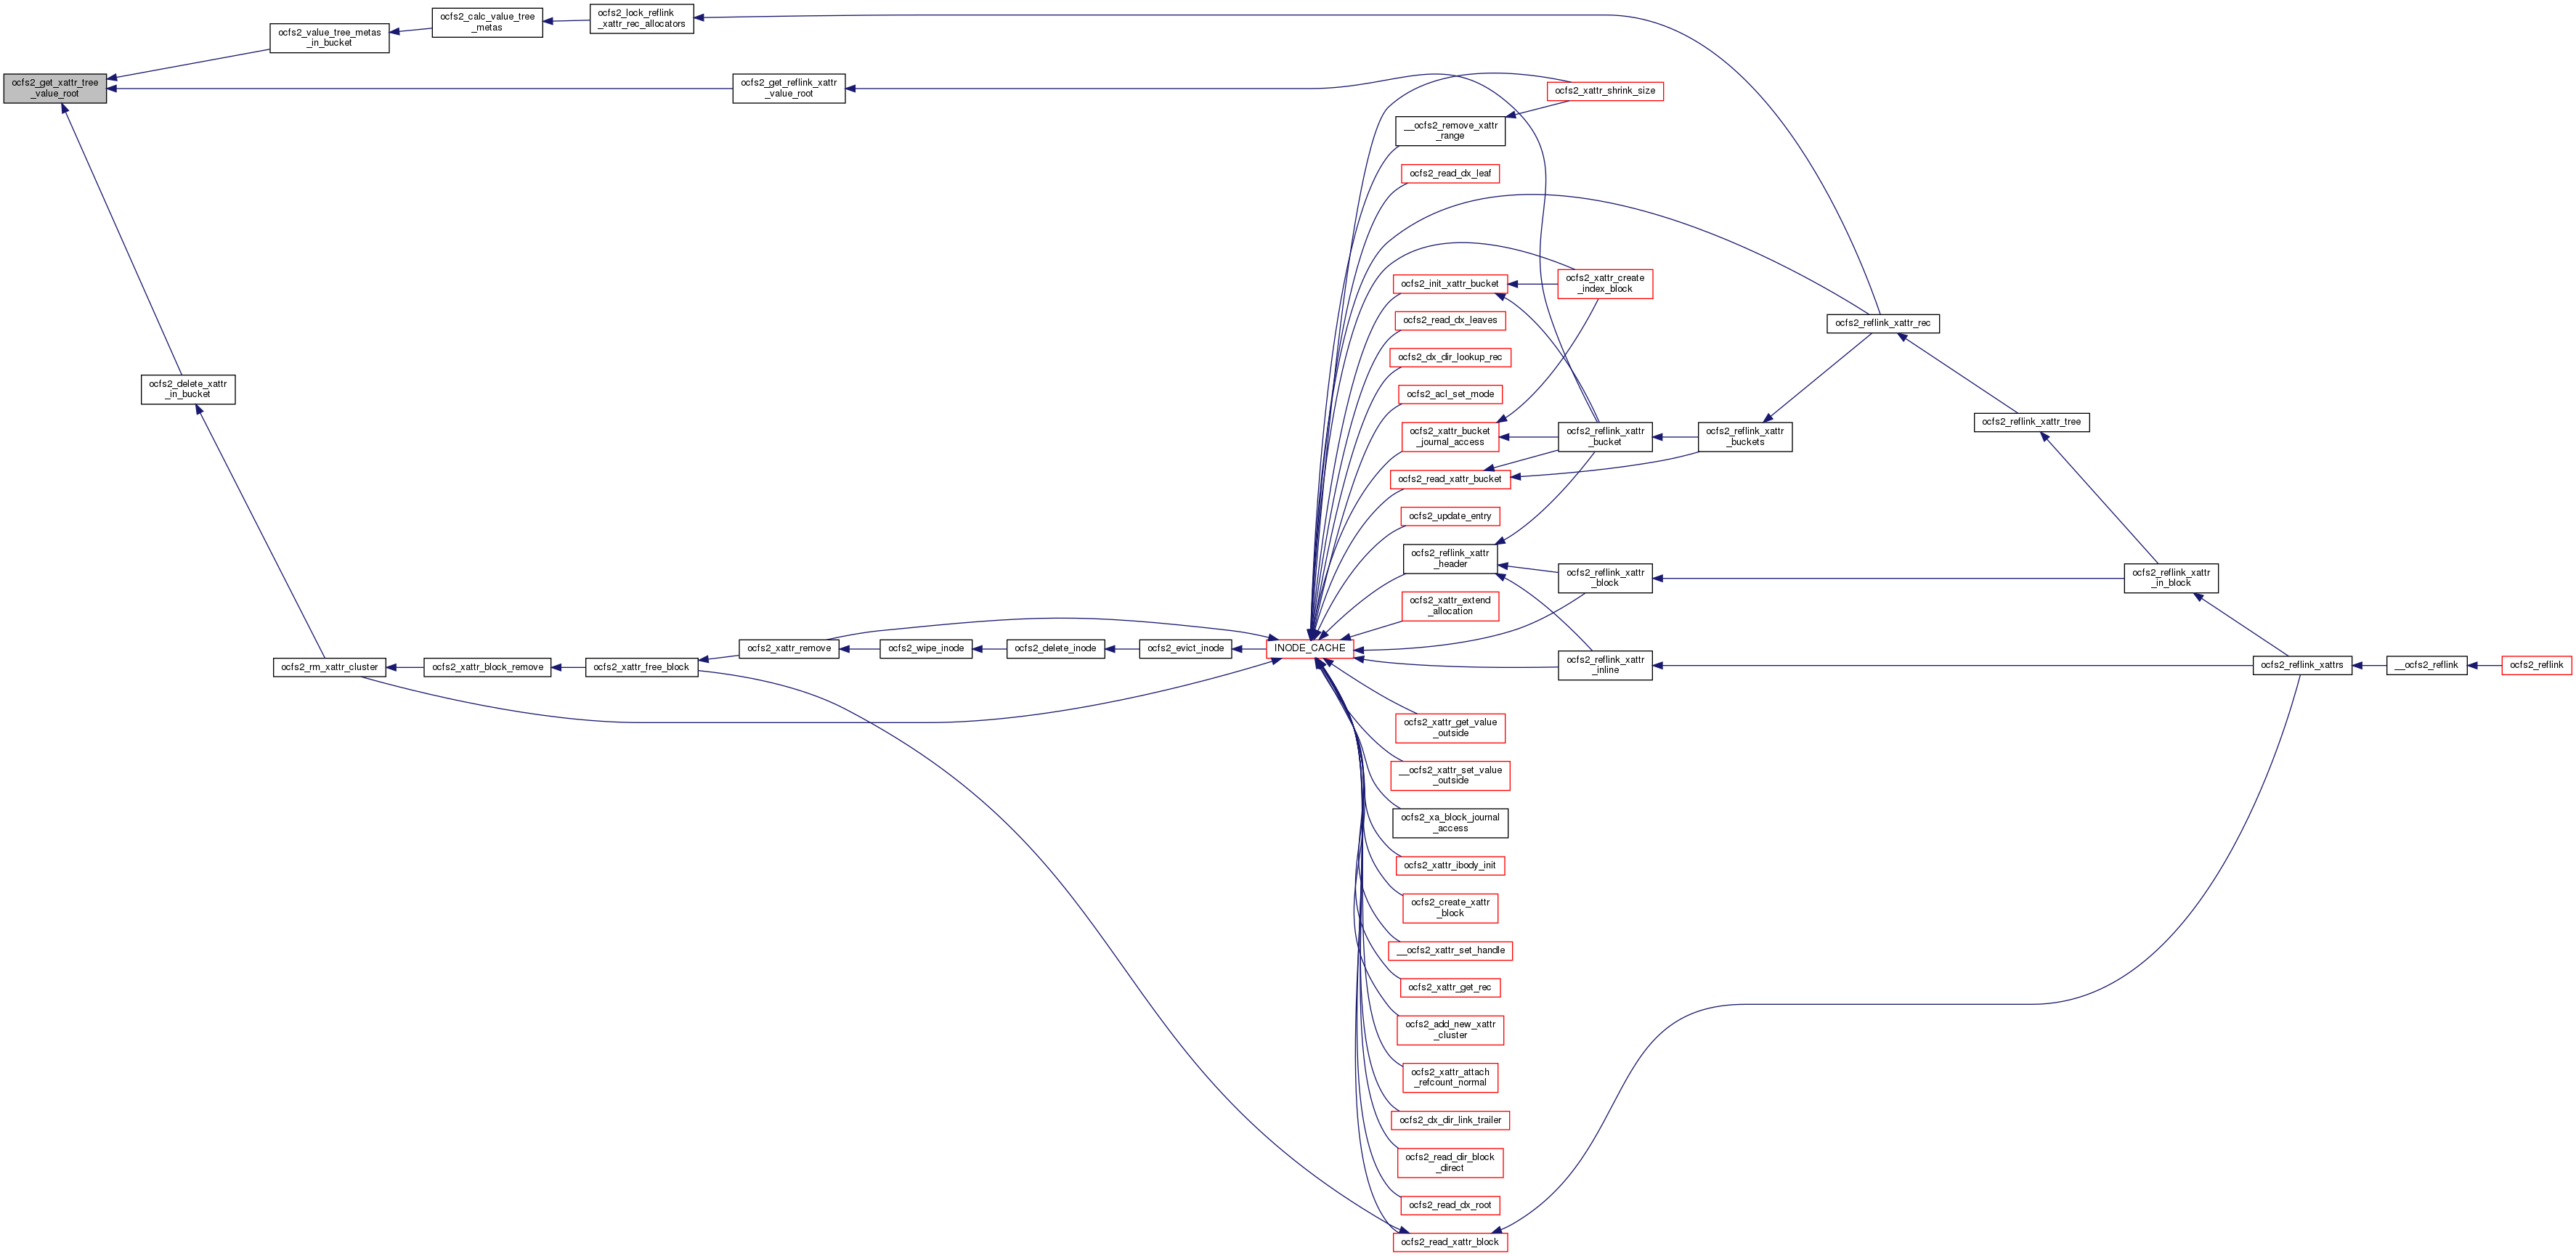 ocfs2_get_xattr_tree
_value_root
ocfs2_value_tree_metas
_in_bucket
ocfs2_calc_value_tree
_metas
ocfs2_lock_reflink
_xattr_rec_allocators
ocfs2_get_reflink_xattr
_value_root
ocfs2_delete_xattr
_in_bucket
ocfs2_rm_xattr_cluster
ocfs2_xattr_block_remove
ocfs2_xattr_free_block
ocfs2_xattr_remove
ocfs2_wipe_inode
ocfs2_delete_inode
ocfs2_evict_inode
INODE_CACHE
ocfs2_xattr_shrink_size
__ocfs2_remove_xattr
_range
ocfs2_read_dx_leaf
ocfs2_init_xattr_bucket
ocfs2_xattr_create
_index_block
ocfs2_read_dx_leaves
ocfs2_dx_dir_lookup_rec
ocfs2_acl_set_mode
ocfs2_xattr_bucket
_journal_access
ocfs2_reflink_xattr
_bucket
ocfs2_reflink_xattr
_buckets
ocfs2_reflink_xattr_rec
ocfs2_reflink_xattr_tree
ocfs2_read_xattr_bucket
ocfs2_update_entry
ocfs2_reflink_xattr
_header
ocfs2_reflink_xattr
_block
ocfs2_reflink_xattr
_in_block
ocfs2_xattr_extend
_allocation
ocfs2_reflink_xattr
_inline
ocfs2_reflink_xattrs
__ocfs2_reflink
ocfs2_reflink
ocfs2_xattr_get_value
_outside
__ocfs2_xattr_set_value
_outside
ocfs2_xa_block_journal
_access
ocfs2_xattr_ibody_init
ocfs2_create_xattr
_block
__ocfs2_xattr_set_handle
ocfs2_xattr_get_rec
ocfs2_add_new_xattr
_cluster
ocfs2_xattr_attach
_refcount_normal
ocfs2_dx_dir_link_trailer
ocfs2_read_dir_block
_direct
ocfs2_read_dx_root
ocfs2_read_xattr_block